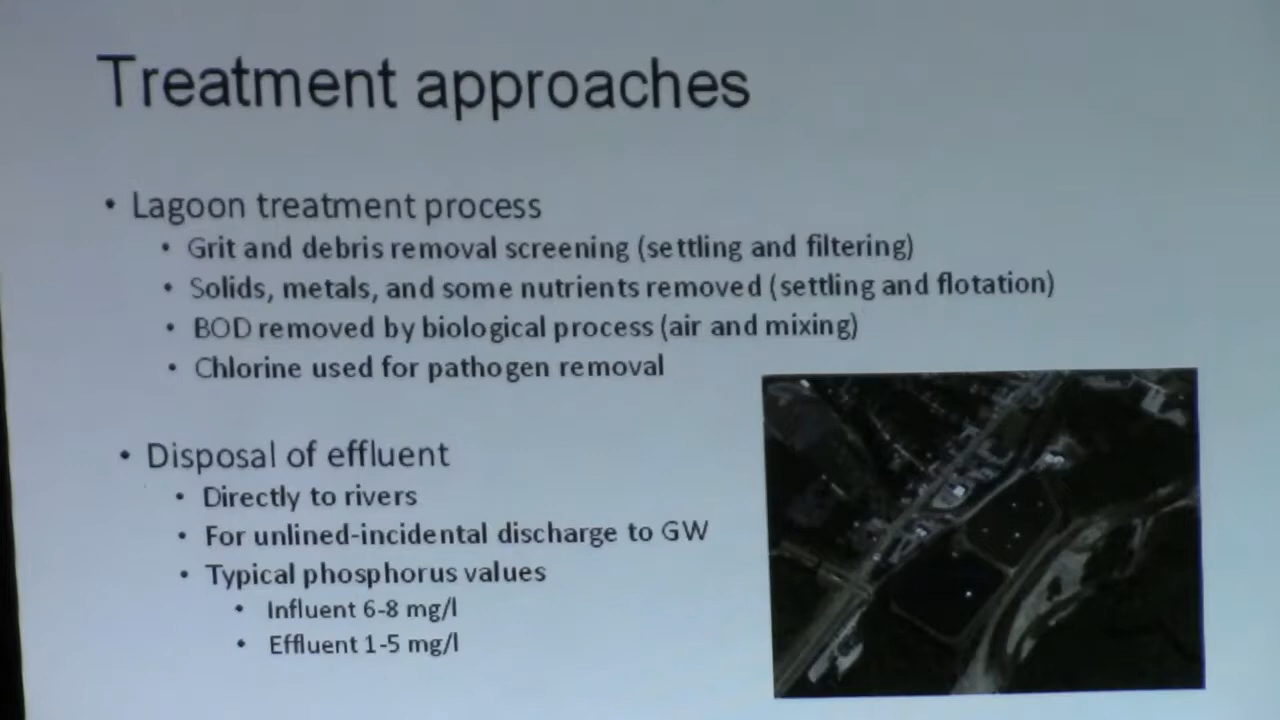 Treatment approaches
• Lagoon treatment process
• Grit and debris removal screening (settling and filtering)
• Solids, metals, and some nutrients removed (settling and flotation)
• BOD removed by biological process (air and mixing)
• Chlorine used for pathogen removal
• Disposal of effluent
• Directly to rivers
• For unlined-incidental discharge to GW
• Typical phosphorus values
• Influent 6-8 mg/l
• Effluent 1-5 mg/l